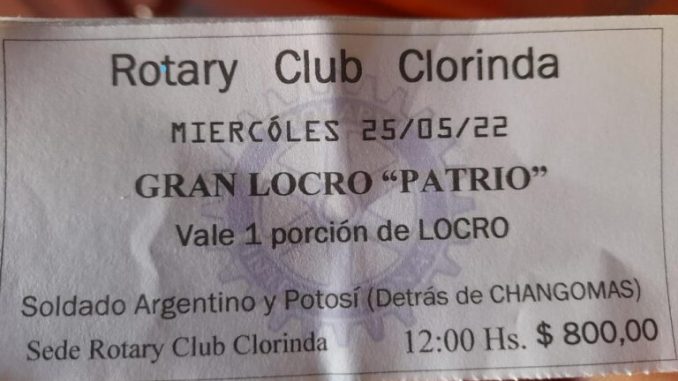 Rotary Club Clorinda
MIERCÓLES 25/05/22
GRAN LOCRO “PATRIO”
Vale 1 porción de LOCRO
Soldado Argentino y Potosí (Detrás de CHANGOMAS)
Sede Rotary Club Clorinda 12:00 Hs. $ 800,00